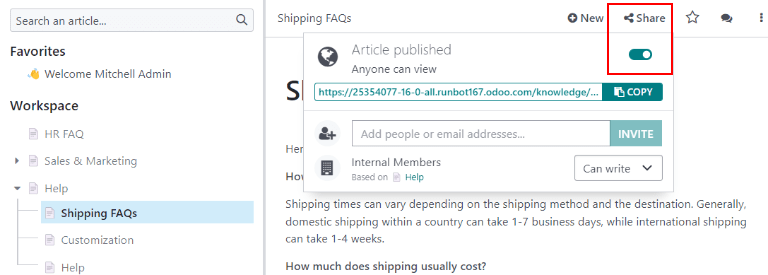 Search an article...
Favorites
👋 Welcome Mitchell Admin
Workspace
HR FAQ
Sales & Marketing
Help
Shipping FAQs
Customization
Help
Shipping FAQs
New
Share
Article published
Anyone can view
https://25354077-16-0-all.runbot167.odoo.com/knowledge/...
COPY
Add people or email addresses...
INVITE
Internal Members
Based on Help
Can write
S
Her
Ho
Shipping times can vary depending on the shipping method and the destination. Generally,
domestic shipping within a country can take 1-7 business days, while international shipping
can take 1-4 weeks.
How much does shipping usually cost?